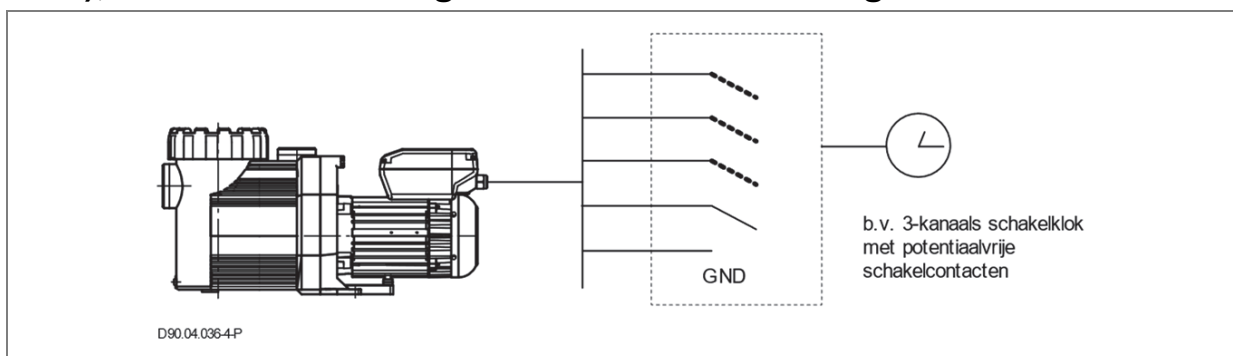 GND
b.v. 3-kanaals schakelklok
met potentiaalvrije
schakelcontacten
D90.04.036-4-P